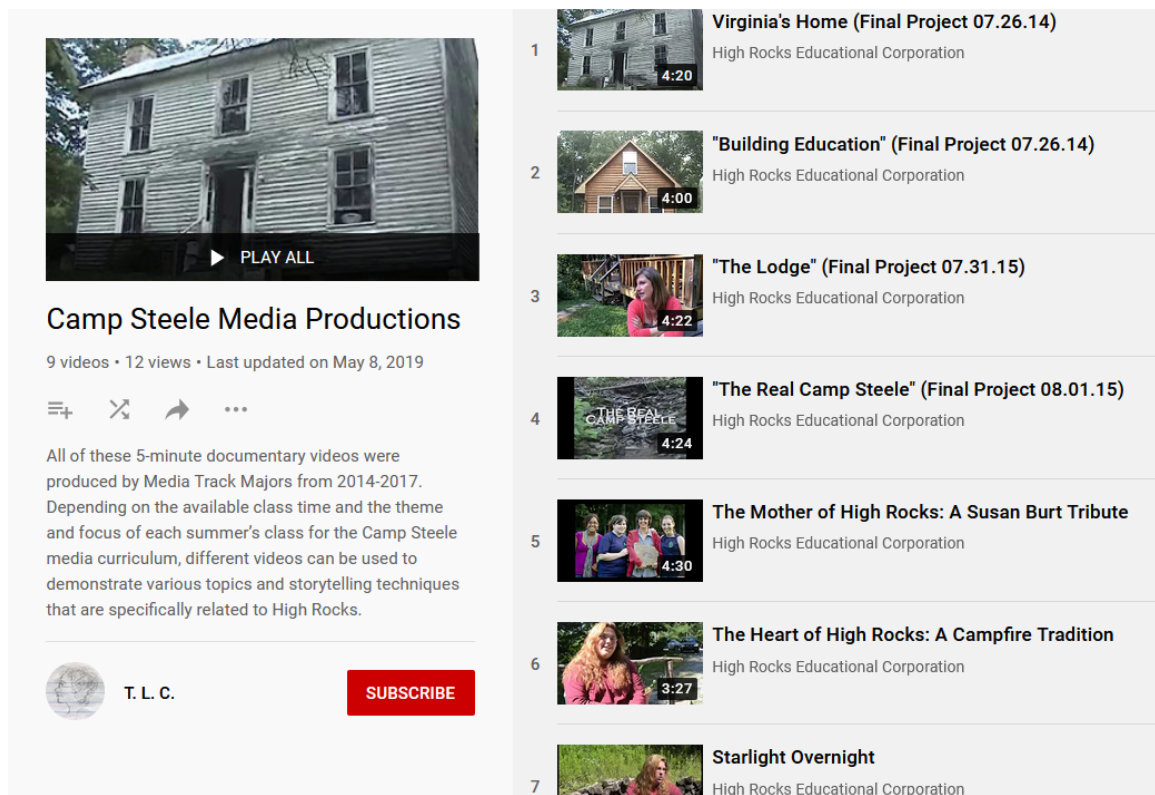 PLAY ALL
Camp Steele Media Productions
9 videos • 12 views • Last updated on May 8, 2019
All of these 5-minute documentary videos were
produced by Media Track Majors from 2014-2017.
Depending on the available class time and the theme
and focus of each summer's class for the Camp Steele
media curriculum, different videos can be used to
demonstrate various topics and storytelling techniques
that are specifically related to High Rocks.
T. L. C.
SUBSCRIBE
1
4:20
Virginia's Home (Final Project 07.26.14)
High Rocks Educational Corporation
2
4:00
"Building Education" (Final Project 07.26.14)
High Rocks Educational Corporation
3
4:22
"The Lodge" (Final Project 07.31.15)
High Rocks Educational Corporation
4
THE REAL
CAMP STEELE
4:24
"The Real Camp Steele" (Final Project 08.01.15)
High Rocks Educational Corporation
5
4:30
The Mother of High Rocks: A Susan Burt Tribute
High Rocks Educational Corporation
6
3:27
The Heart of High Rocks: A Campfire Tradition
High Rocks Educational Corporation
7
Starlight Overnight
High Rocks Educational Corporation